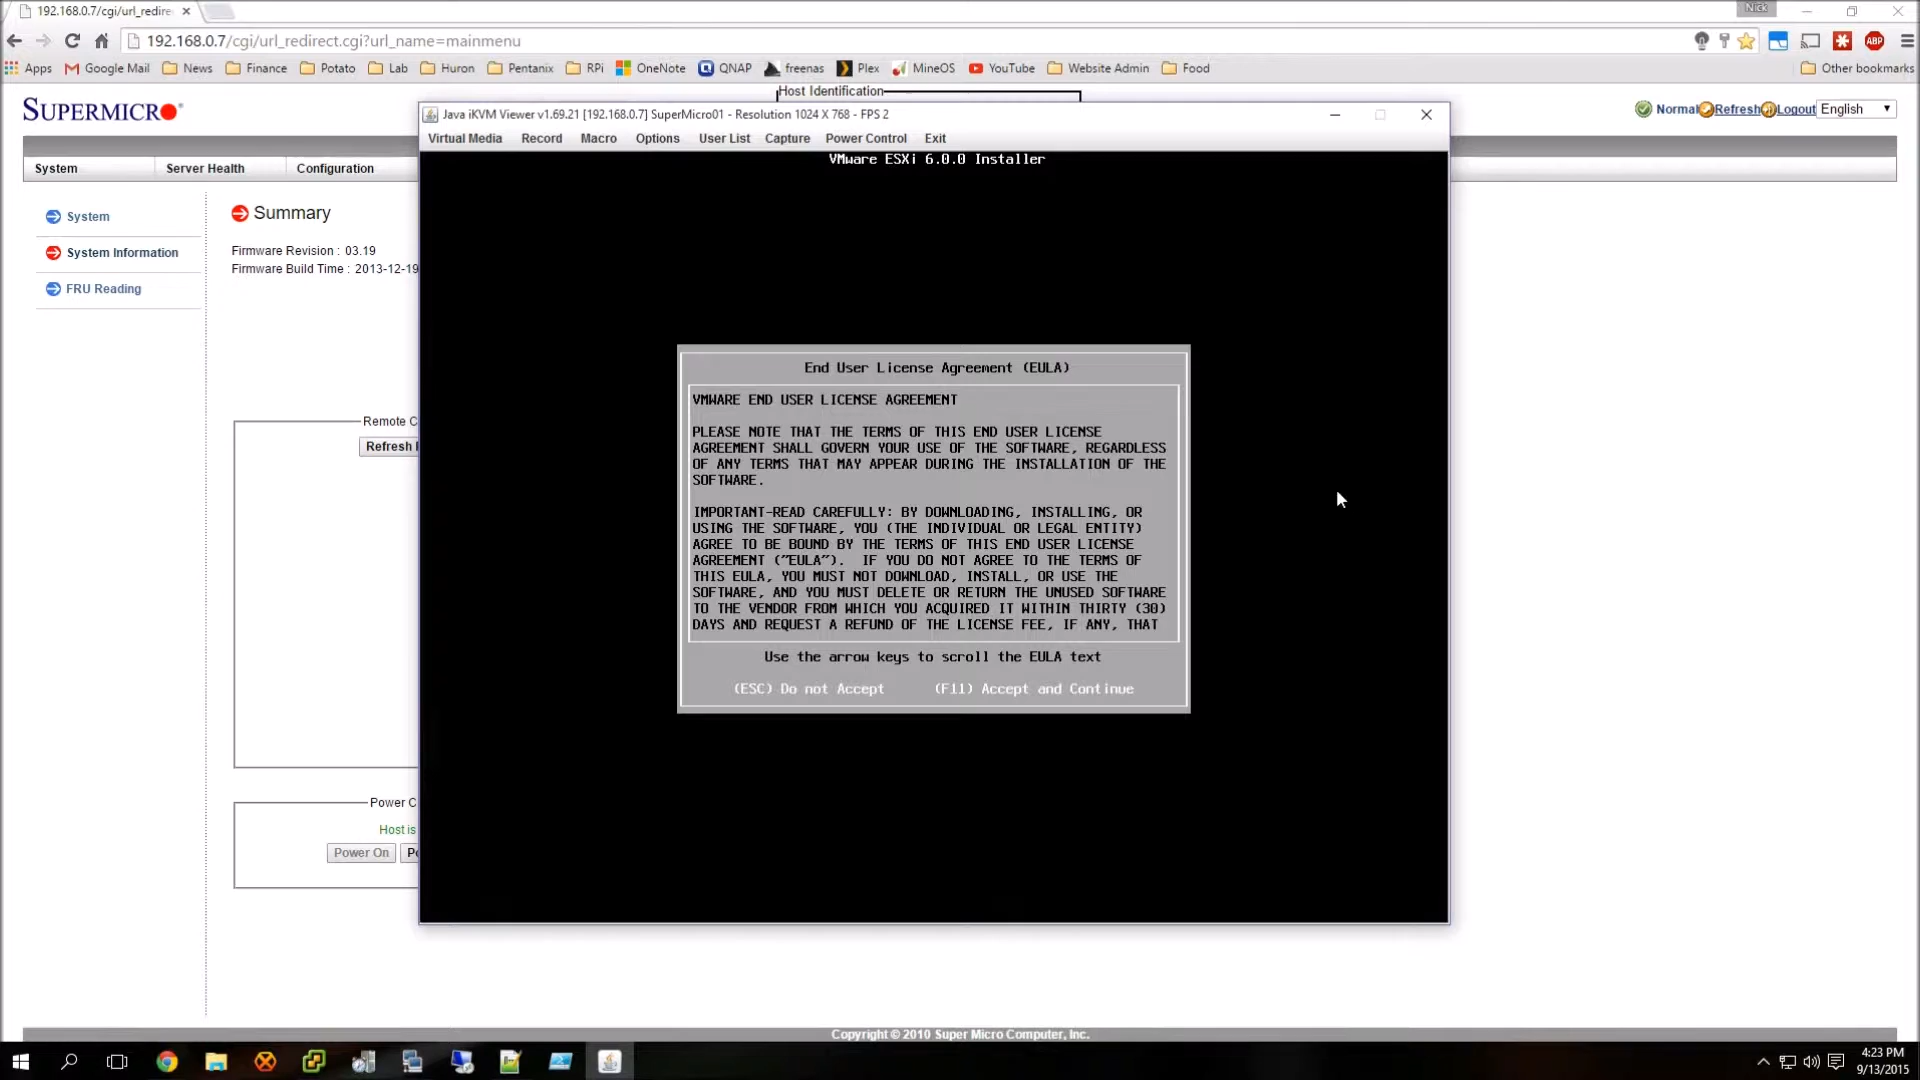 192.168.0.7/cgi/url_redire
Nick
192.168.0.7/cgi/url_redirect.cgi?url_name=mainmenu
ABP
Apps Google Mail News Finance Potato Lab Huron Pentanix RPi OneNote QNAP freenas Plex MineOS YouTube Website Admin Food Other bookmarks
Host Identification
SUPERMICRO
Normal Refresh Logout English
Java iKVM Viewer v1.69.21 [192.168.0.7] SuperMicro01 - Resolution 1024 X 768 - FPS 2
Virtual Media Record Macro Options User List Capture Power Control Exit
System Server Health Configuration
VMware ESXi 6.0.0 Installer
System
System Information
FRU Reading
Summary
Firmware Revision : 03.19
Firmware Build Time : 2013-12-19
Remote C
Refresh
Power C
Host is
Power On
End User License Agreement (EULA)
VMWARE END USER LICENSE AGREEMENT
PLEASE NOTE THAT THE TERMS OF THIS END USER LICENSE
AGREEMENT SHALL GOVERN YOUR USE OF THE SOFTWARE, REGARDLESS
OF ANY TERMS THAT MAY APPEAR DURING THE INSTALLATION OF THE
SOFTWARE.
IMPORTANT-READ CAREFULLY: BY DOWNLOADING, INSTALLING, OR
USING THE SOFTWARE, YOU (THE INDIVIDUAL OR LEGAL ENTITY)
AGREE TO BE BOUND BY THE TERMS OF THIS END USER LICENSE
AGREEMENT ("EULA"). IF YOU DO NOT AGREE TO THE TERMS OF
THIS EULA, YOU MUST NOT DOWNLOAD, INSTALL, OR USE THE
SOFTWARE, AND YOU MUST DELETE OR RETURN THE UNUSED SOFTWARE
TO THE VENDOR FROM WHICH YOU ACQUIRED IT WITHIN THIRTY (30)
DAYS AND REQUEST A REFUND OF THE LICENSE FEE, IF ANY, THAT
Use the arrow keys to scroll the EULA text
(ESC) Do not Accept (F11) Accept and Continue
Copyright © 2010 Super Micro Computer, Inc.
4:23 PM
9/13/2015